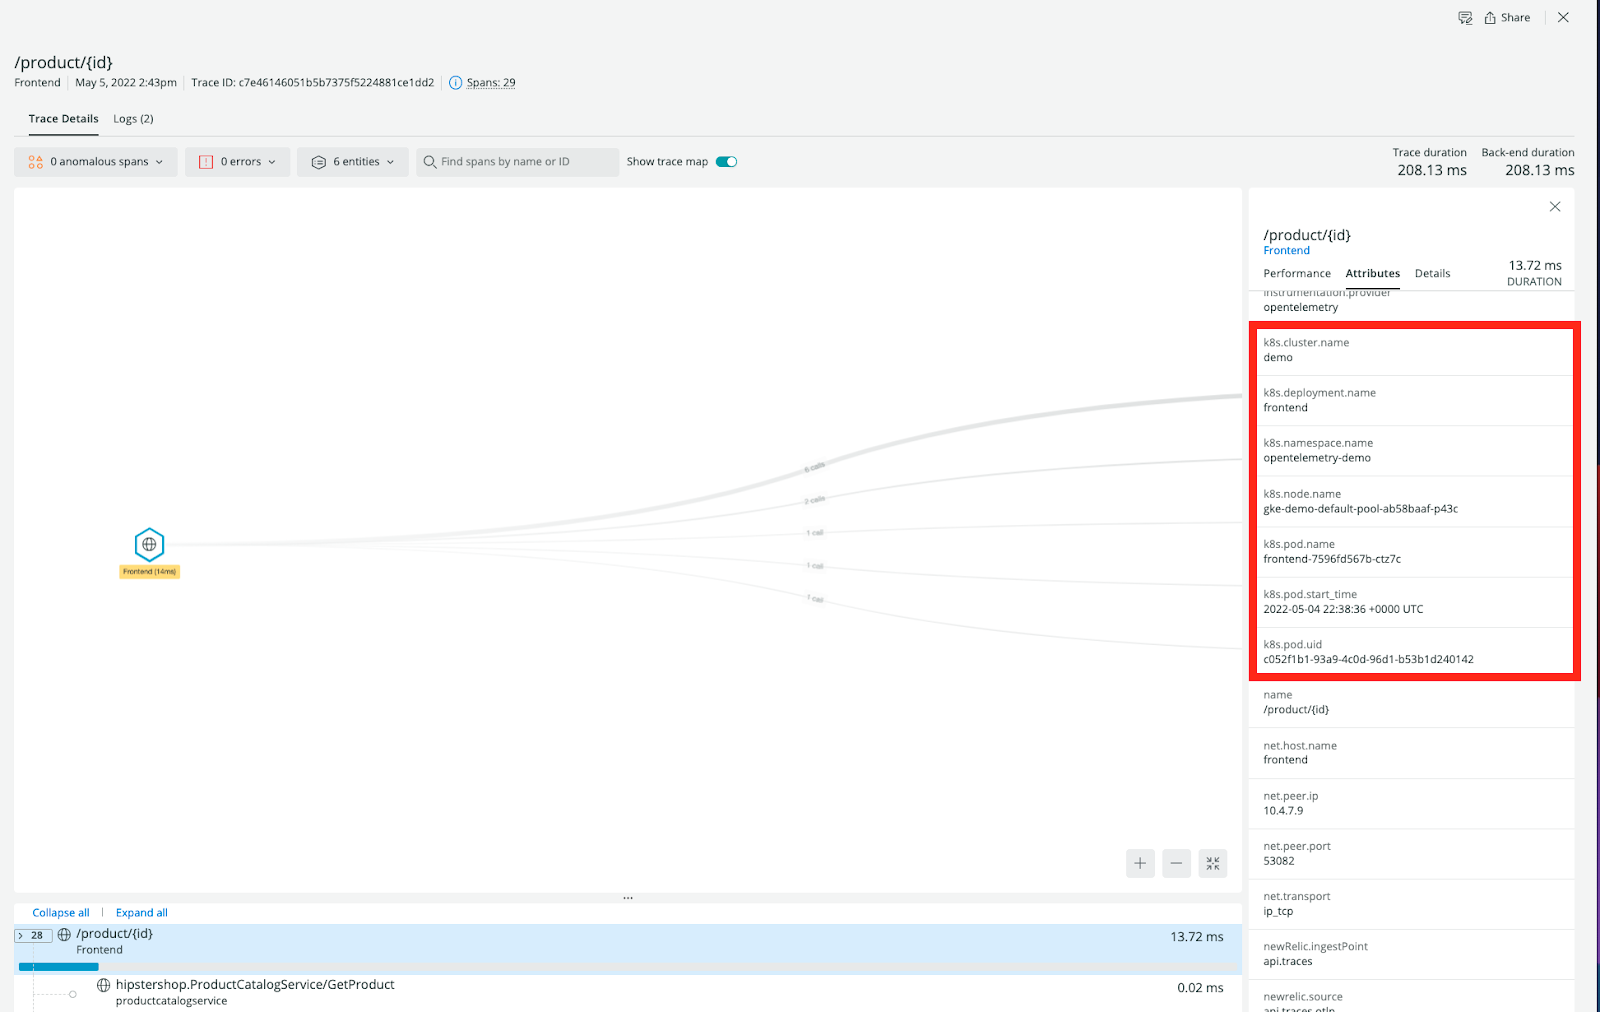 Share
/product/{id}
Frontend
May 5, 2022 2:43pm
Trace ID: c7e46146051b5b7375f5224881ce1dd2
Spans: 29
Trace Details
Logs (2)
0 anomalous spans
0 errors
6 entities
Find spans by name or ID
Show trace map
Trace duration
208.13 ms
Back-end duration
208.13 ms
6 calls
2 calls
1 call
1 call
1 call
Frontend (14ms)
/product/{id}
Frontend
Performance
Attributes
Details
13.72 ms
DURATION
instrumentation.provider
opentelemetry
k8s.cluster.name
demo
k8s.deployment.name
frontend
k8s.namespace.name
opentelemetry-demo
k8s.node.name
gke-demo-default-pool-ab58baaf-p43c
k8s.pod.name
frontend-7596fd567b-ctz7c
k8s.pod.start_time
2022-05-04 22:38:36 +0000 UTC
k8s.pod.uid
c052f1b1-93a9-4c0d-96d1-b53b1d240142
name
/product/{id}
net.host.name
frontend
net.peer.ip
10.4.7.9
net.peer.port
53082
net.transport
ip_tcp
newRelic.ingestPoint
api.traces
newrelic.source
api.traces.otlp
Collapse all
Expand all
28
/product/{id}
Frontend
13.72 ms
hipstershop.ProductCatalogService/GetProduct
productcatalogservice
0.02 ms